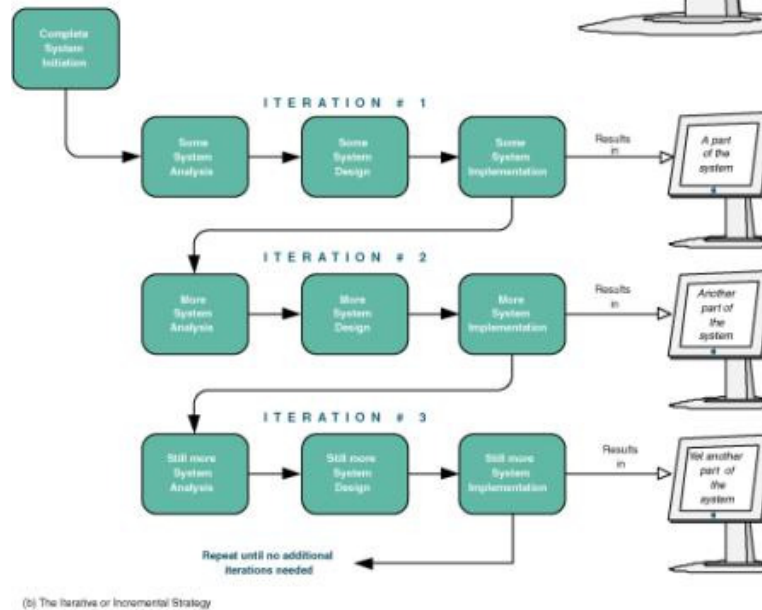 Complete
System
Initiation
ITERATION # 1
Some
System
Analysis
Some
System
Design
Some
System
Implementation
Results
in
A part
of the
system
ITERATION # 2
More
System
Analysis
More
System
Design
More
System
Implementation
Results
in
Another
part of
the
system
ITERATION # 3
Still more
System
Analysis
Still more
System
Design
Still more
System
Implementation
Results
in
Yet another
part of
the
system
Repeat until no additional
iterations needed
(b) The Iterative or Incremental Strategy